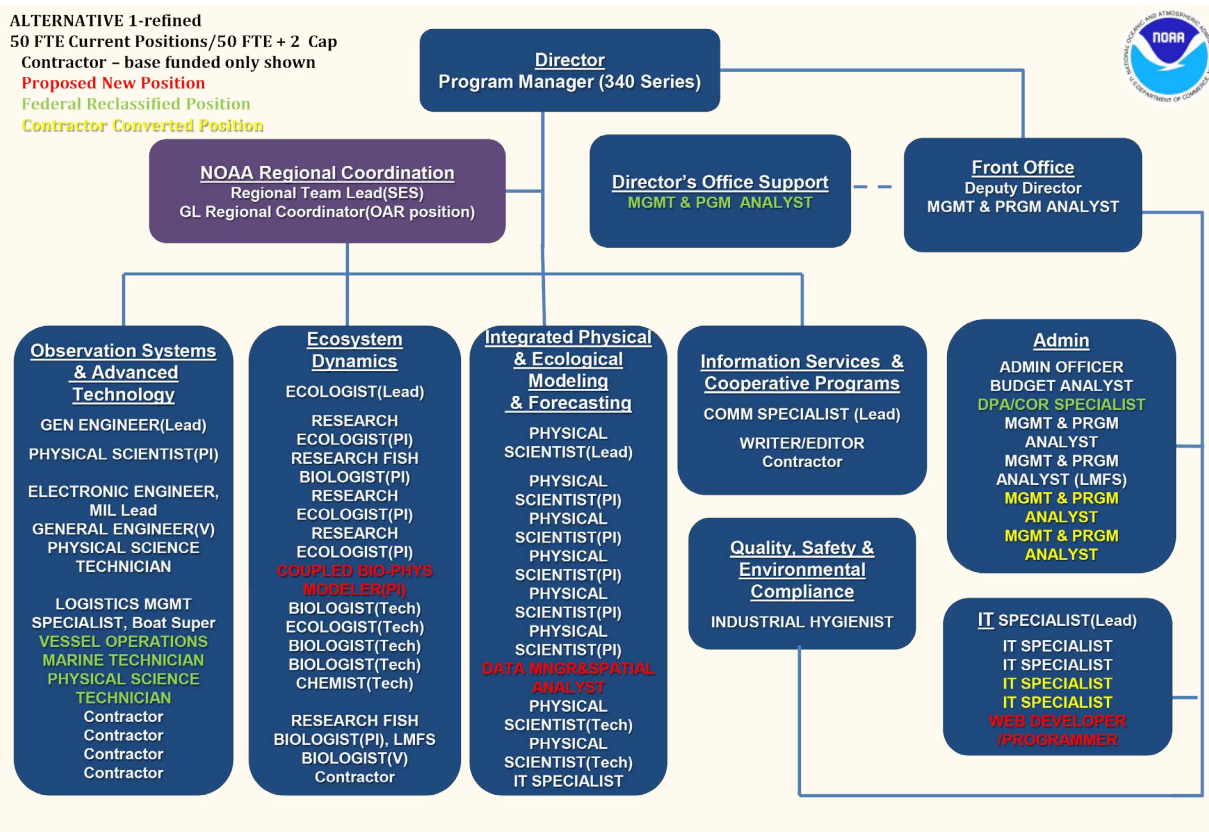 ALTERNATIVE 1-refined
50 FTE Current Positions/50 FTE + 2 Cap
Contractor – base funded only shown
Proposed New Position
Federal Reclassified Position
Contractor Converted Position
Director
Program Manager (340 Series)
NOAA
NATIONAL OCEANIC AND ATMOSPHERIC
U.S. DEPARTMENT OF COMMERCE
NOAA Regional Coordination
Regional Team Lead(SES)
GL Regional Coordinator(OAR position)
Director's Office Support
MGMT & PGM ANALYST
Front Office
Deputy Director
MGMT & PRGM ANALYST
Observation Systems
& Advanced
Technology
GEN ENGINEER(Lead)
PHYSICAL SCIENTIST(PI)
ELECTRONIC ENGINEER,
MIL Lead
GENERAL ENGINEER(V)
PHYSICAL SCIENCE
TECHNICIAN
LOGISTICS MGMT
SPECIALIST, Boat Super
VESSEL OPERATIONS
MARINE TECHNICIAN
PHYSICAL SCIENCE
TECHNICIAN
Contractor
Contractor
Contractor
Contractor
Ecosystem
Dynamics
ECOLOGIST(Lead)
RESEARCH
ECOLOGIST(PI)
RESEARCH FISH
BIOLOGIST(PI)
RESEARCH
ECOLOGIST(PI)
RESEARCH
ECOLOGIST(PI)
COUPLED BIO-PHYS
MODELER(PI)
BIOLOGIST(Tech)
ECOLOGIST(Tech)
BIOLOGIST(Tech)
BIOLOGIST(Tech)
CHEMIST(Tech)
RESEARCH FISH
BIOLOGIST(PI), LMFS
BIOLOGIST(V)
Contractor
Integrated Physical
& Ecological
Modeling
& Forecasting
PHYSICAL
SCIENTIST(Lead)
PHYSICAL
SCIENTIST(PI)
PHYSICAL
SCIENTIST(PI)
PHYSICAL
SCIENTIST(PI)
PHYSICAL
SCIENTIST(PI)
PHYSICAL
SCIENTIST(PI)
DATA MNGR&SPATIAL
ANALYST
PHYSICAL
SCIENTIST(Tech)
PHYSICAL
SCIENTIST(Tech)
IT SPECIALIST
Information Services &
Cooperative Programs
COMM SPECIALIST (Lead)
WRITER/EDITOR
Contractor
Quality, Safety &
Environmental
Compliance
INDUSTRIAL HYGIENIST
Admin
ADMIN OFFICER
BUDGET ANALYST
DPA/COR SPECIALIST
MGMT & PRGM
ANALYST
MGMT & PRGM
ANALYST (LMFS)
MGMT & PRGM
ANALYST
MGMT & PRGM
ANALYST
IT SPECIALIST(Lead)
IT SPECIALIST
IT SPECIALIST
IT SPECIALIST
IT SPECIALIST
WEB DEVELOPER
/PROGRAMMER